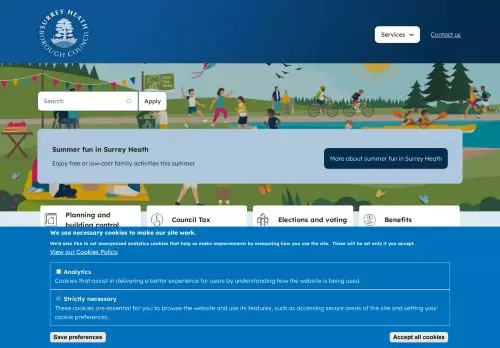 SURREY HEATH
BOROUGH COUNCIL
Services
Contact us
Search
Apply
Summer fun in Surrey Heath
Enjoy free or low-cost family activities this summer
More about summer fun in Surrey Heath
Planning and
building control
Council Tax
Elections and voting
Benefits
We use necessary cookies to make our site work.
We'd also like to set anonymised analytics cookies that help us make improvements by measuring how you use the site. These will be set only if you accept.
View our Cookies Policy.
Analytics
Cookies that assist in delivering a better experience for users by understanding how the website is being used.
Strictly necessary
These cookies are essential for you to browse the website and use its features, such as accessing secure areas of the site and setting your
cookie preferences.
Save preferences
Accept all cookies